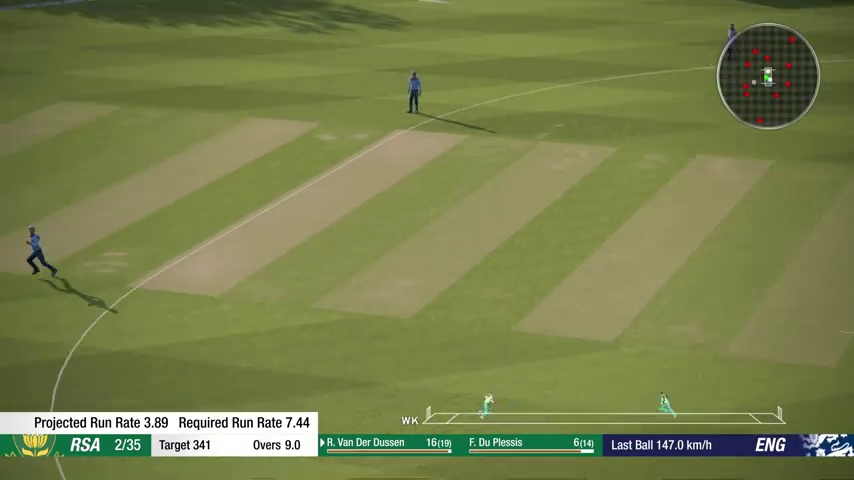 WK
Projected Run Rate 3.89 Required Run Rate 7.44
RSA 2/35 Target 341 Overs 9.0 R. Van Der Dussen 16(19) F. Du Plessis 6(14) Last Ball 147.0 km/h ENG